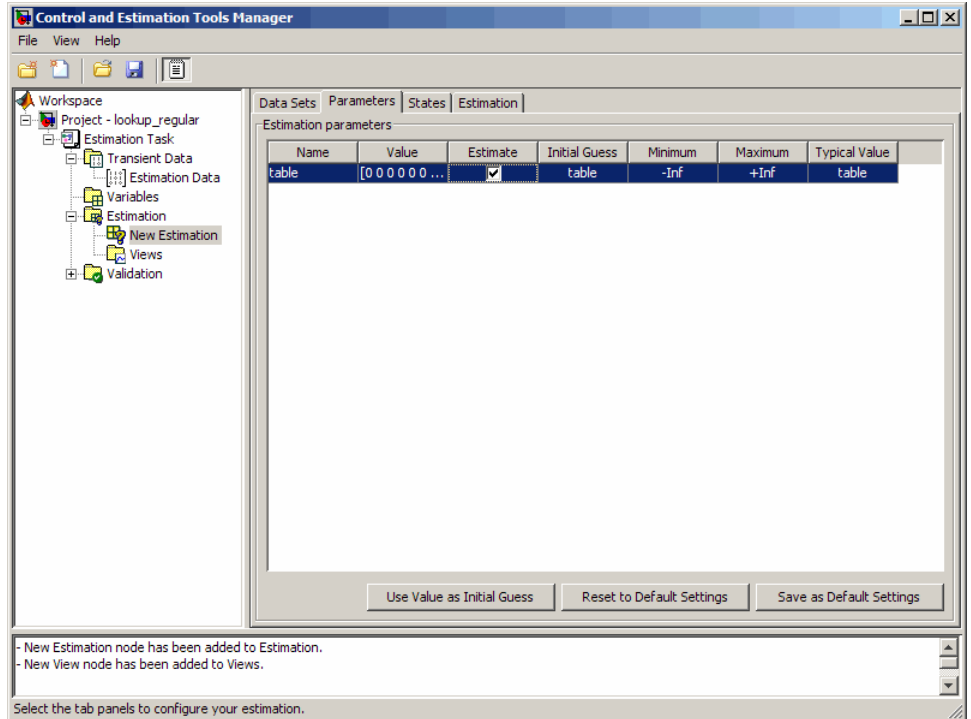 Control and Estimation Tools Manager
File View Help
Workspace
Project - lookup_regular
Estimation Task
Transient Data
Estimation Data
Variables
Estimation
New Estimation
Views
Validation
Data Sets Parameters States Estimation
Estimation parameters
Name Value Estimate Initial Guess Minimum Maximum Typical Value
table [0 0 0 0 0 0 ... table -Inf +Inf table
Use Value as Initial Guess Reset to Default Settings Save as Default Settings
- New Estimation node has been added to Estimation.
- New View node has been added to Views.
Select the tab panels to configure your estimation.